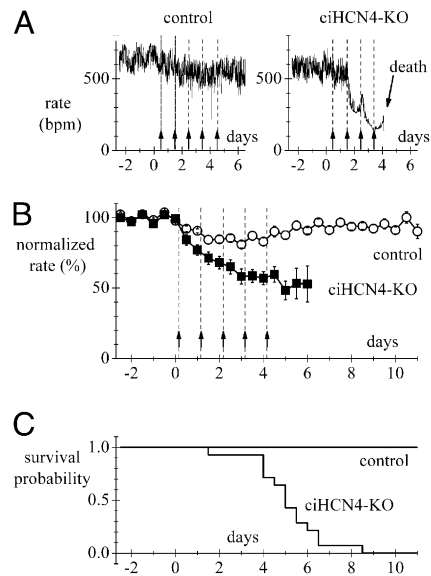 A
control
ciHCN4-KO
500
0
rate
(bpm)
days
-2 0 2 4 6
500
0
death
days
-2 0 2 4 6
B
100
50
0
normalized
rate (%)
control
ciHCN4-KO
days
-2 0 2 4 6 8 10
C
1.0
0.5
0.0
survival
probability
control
ciHCN4-KO
days
-2 0 2 4 6 8 10